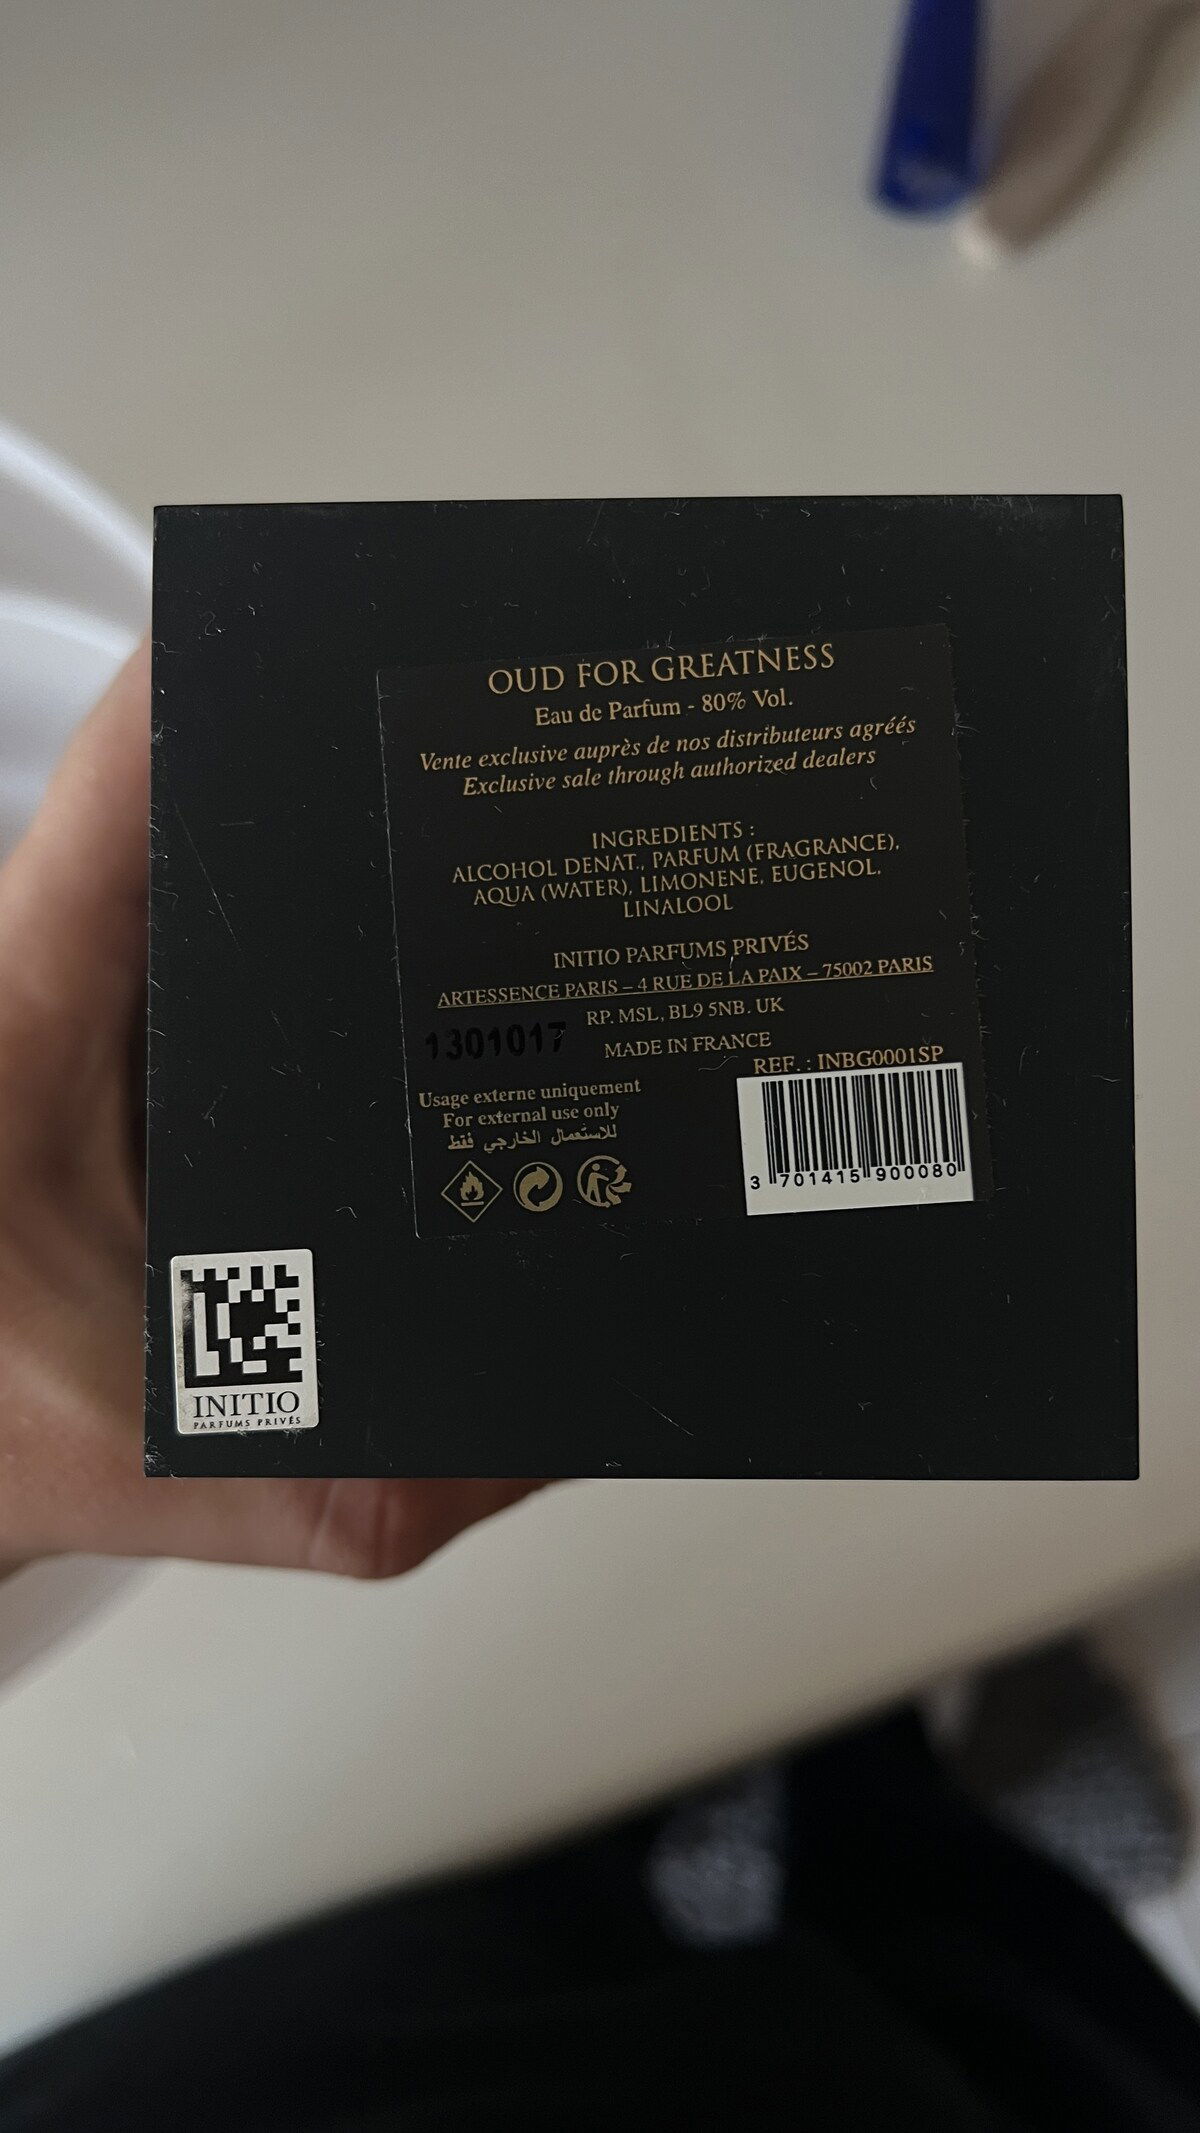 OUD FOR GREATNESS
Eau de Parfum - 80% Vol.
Vente exclusive auprès de nos distributeurs agréés
Exclusive sale through authorized dealers
INGREDIENTS :
ALCOHOL DENAT., PARFUM (FRAGRANCE),
AQUA (WATER), LIMONENE, EUGENOL,
LINALOOL
INITIO PARFUMS PRIVÉS
ARTESSENCE PARIS – 4 RUE DE LA PAIX – 75002 PARIS
RP. MSL, BL9 5NB. UK
1301017
MADE IN FRANCE
REF. : INBG0001SP
Usage externe uniquement
For external use only
للاستعمال الخارجي فقط
3 701415 900080
INITIO
PARFUMS PRIVÉS